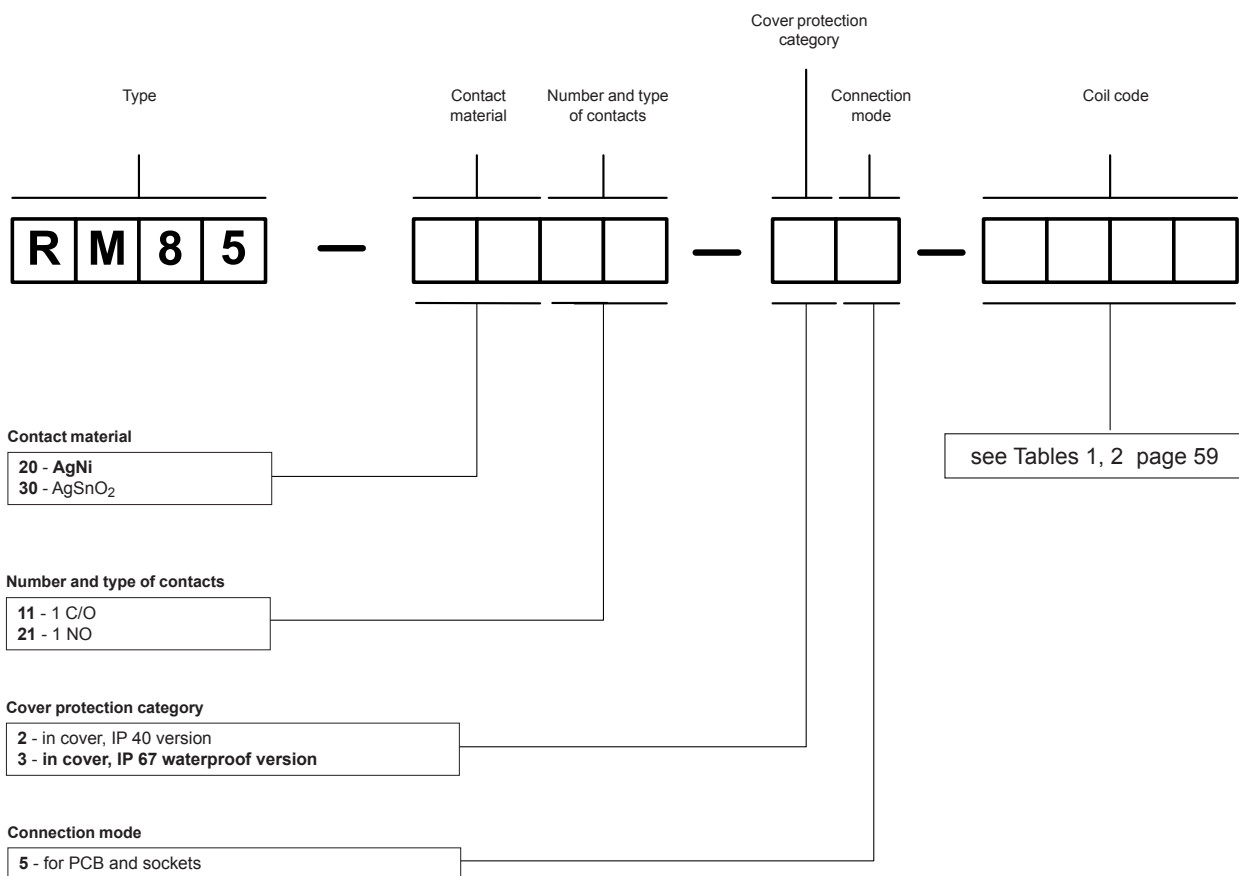 Cover protection
category
Type
Contact
material
Number and type
of contacts
Connection
mode
Coil code
RM85 — — —
Contact material
20 - AgNi
30 - AgSnO2
see Tables 1, 2 page 59
Number and type of contacts
11 - 1 C/O
21 - 1 NO
Cover protection category
2 - in cover, IP 40 version
3 - in cover, IP 67 waterproof version
Connection mode
5 - for PCB and sockets